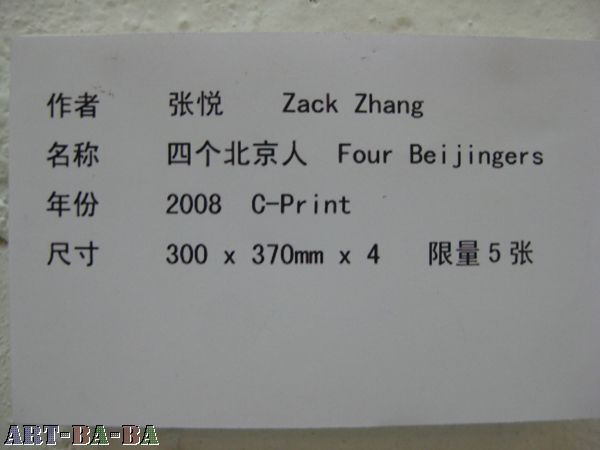 作者 张悦 Zack Zhang
名称 四个北京人 Four Beijingers
年份 2008 C-Print
尺寸 300 x 370mm x 4 限量5张
ART-BA-BA